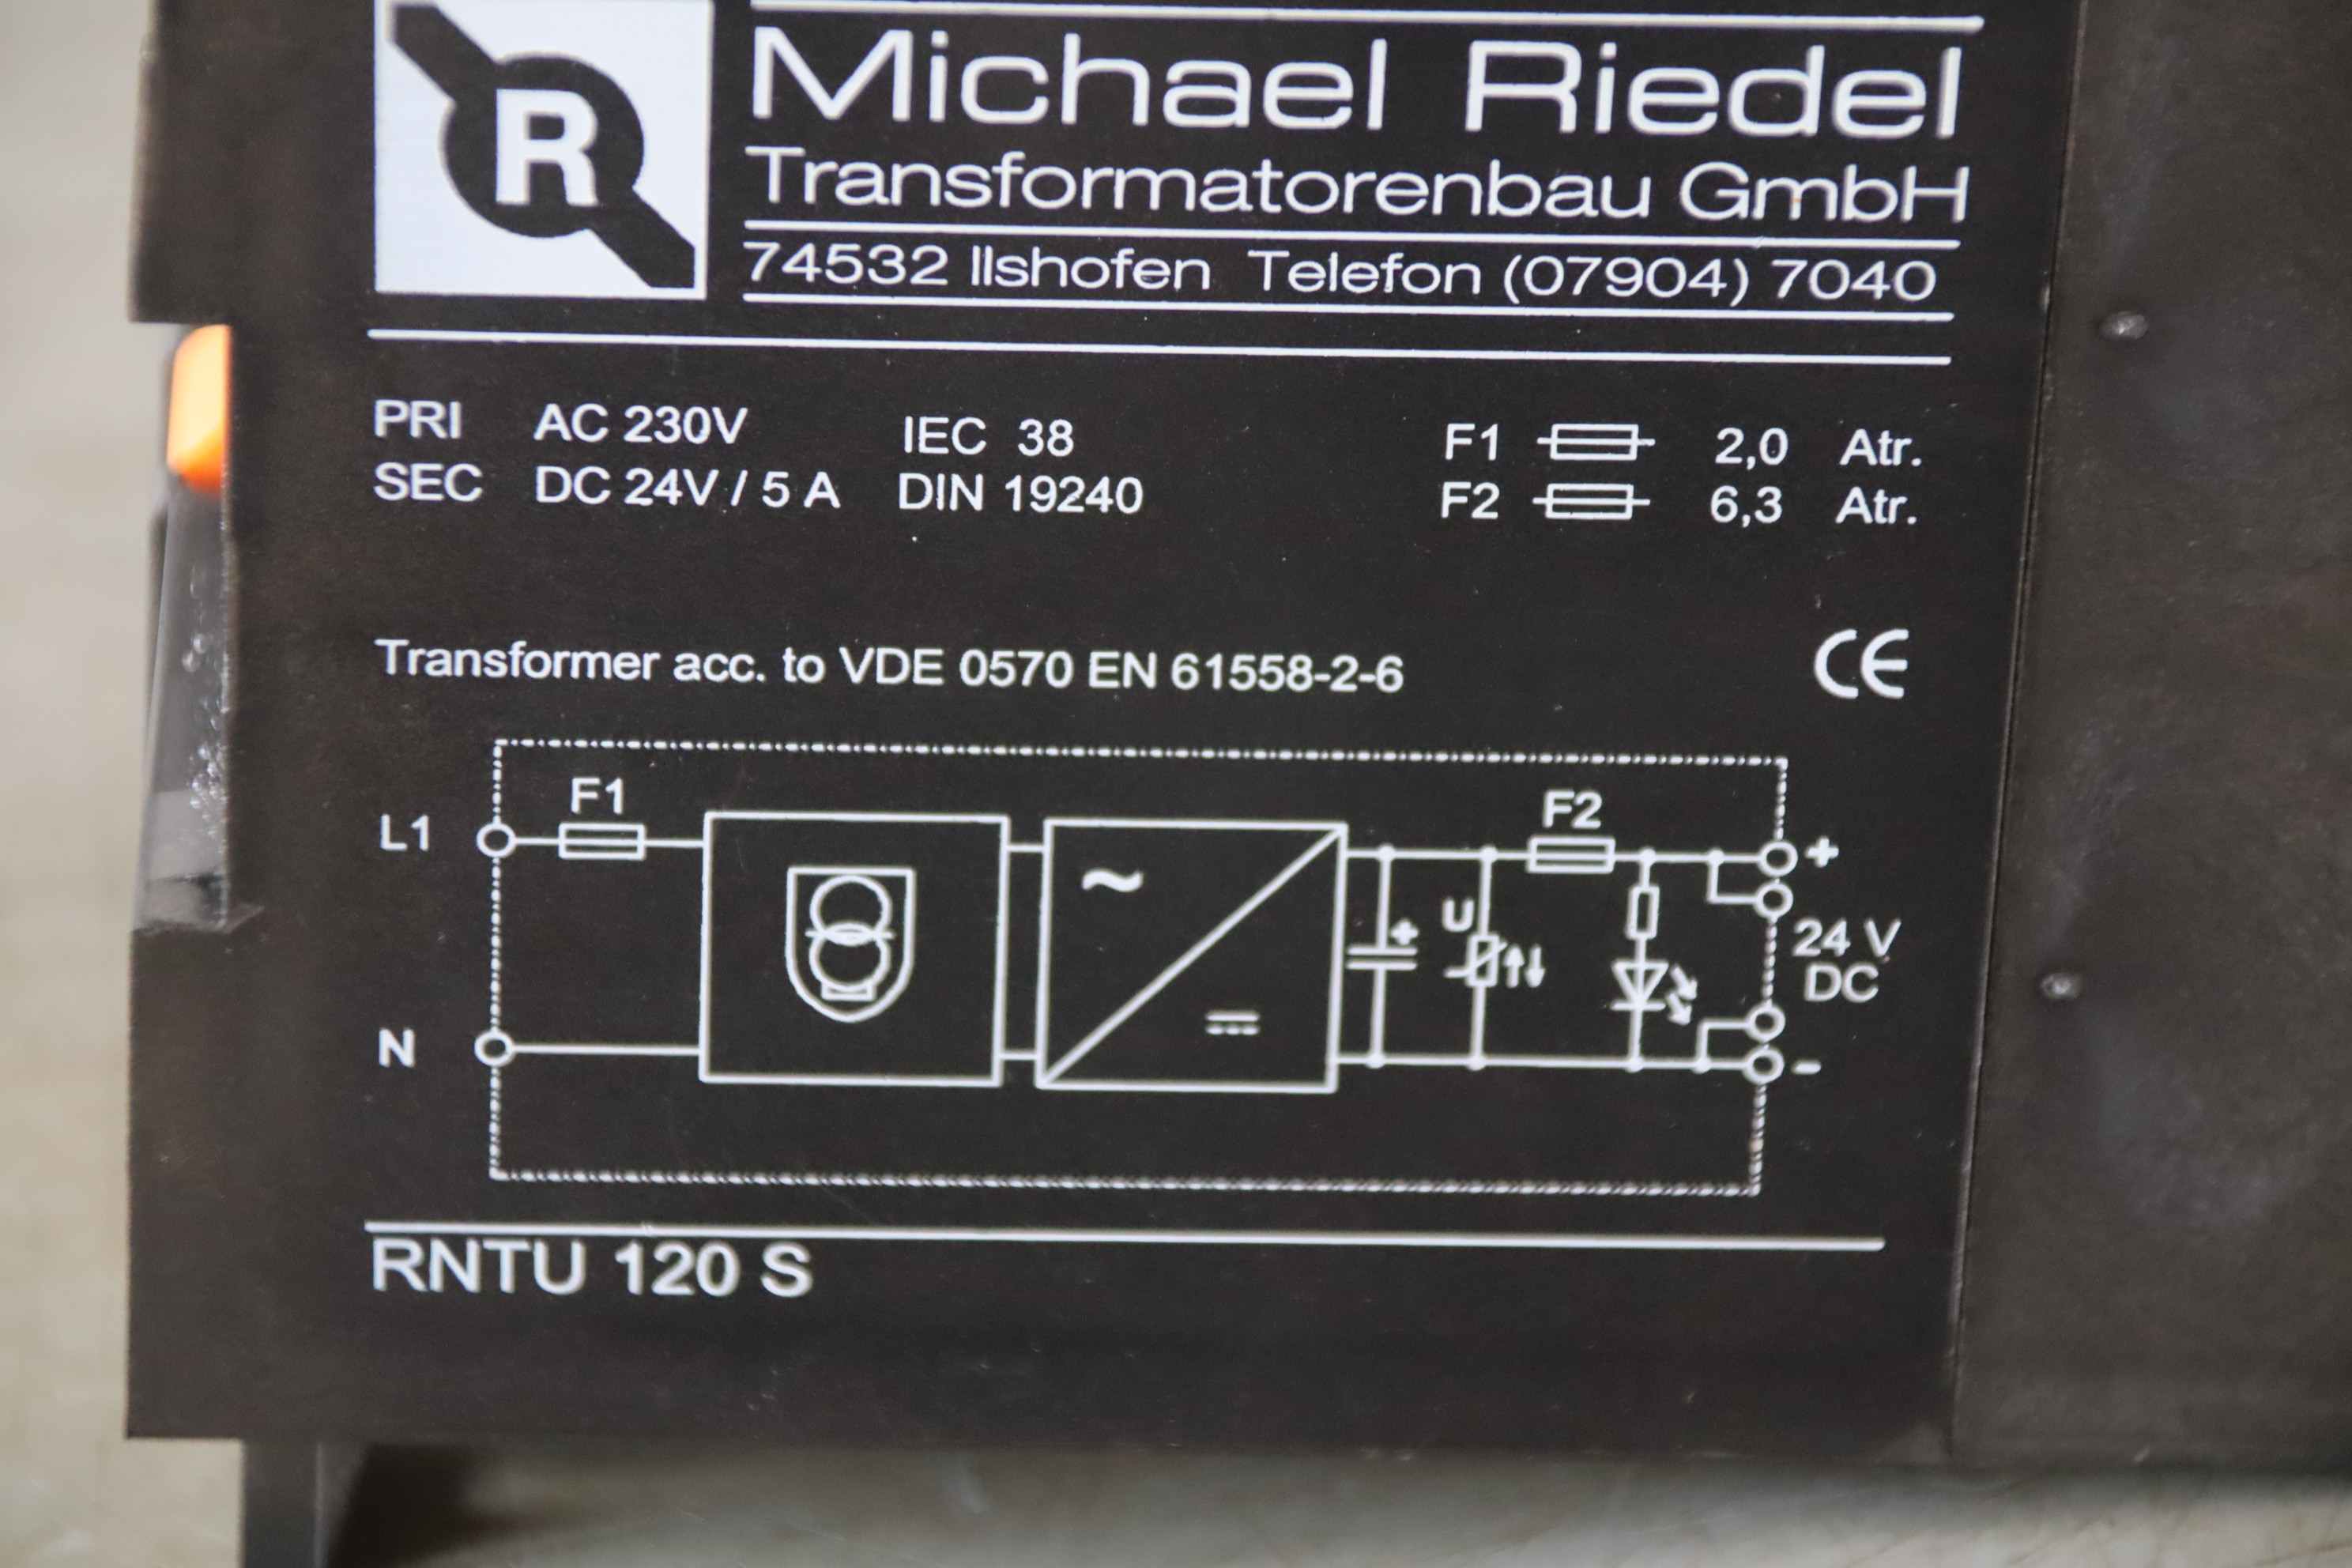 R
Michael Riedel
Transformatorenbau GmbH
74532 Ilshofen Telefon (07904) 7040
PRI AC 230V IEC 38 F1 2,0 Atr.
SEC DC 24V / 5 A DIN 19240 F2 6,3 Atr.
Transformer acc. to VDE 0570 EN 61558-2-6 CE
F1
F2
L1
+
~
U
+
24 V
DC
N
-
RNTU 120 S